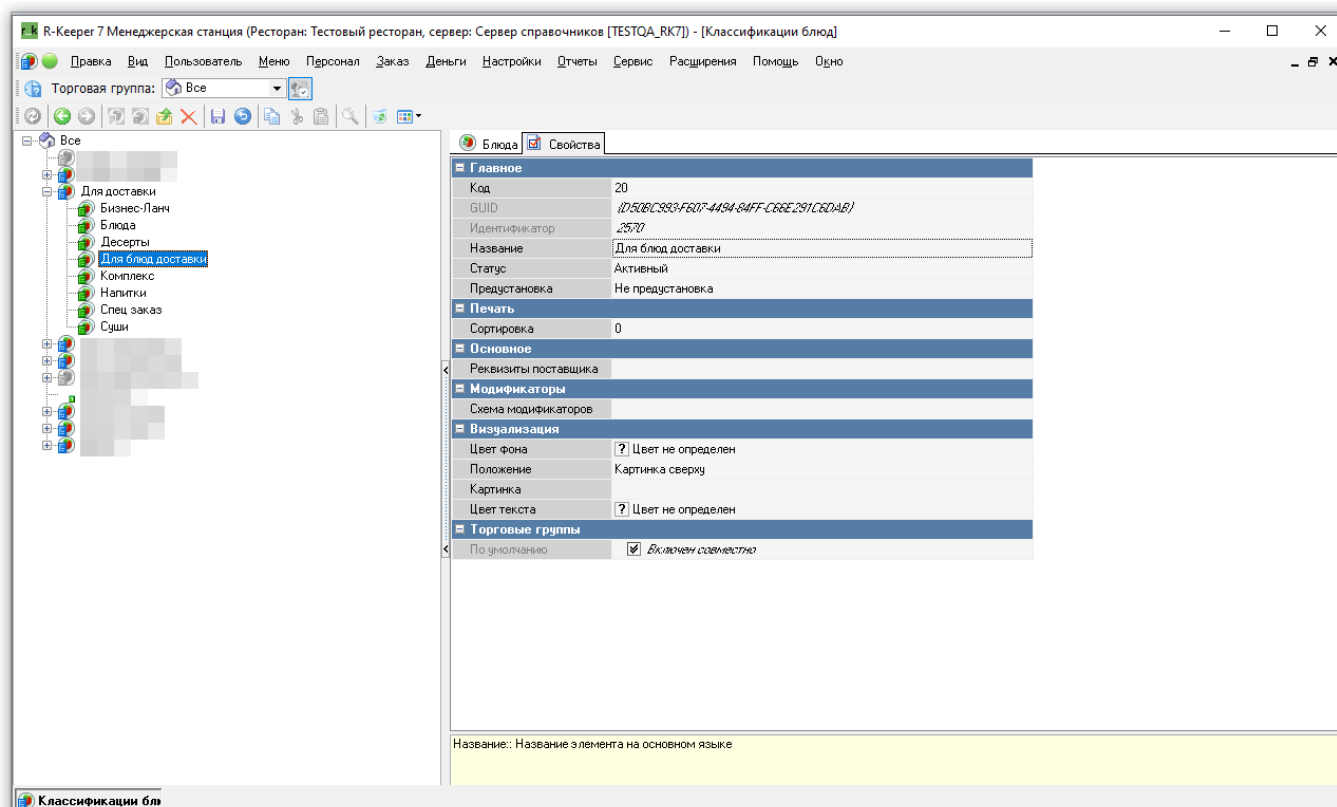 r_k R-Keeper 7 Менеджерская станция (Ресторан: Тестовый ресторан, сервер: Сервер справочников [TESTQA_RK7]) - [Классификации блюд]
Правка Вид Пользователь Меню Персонал Заказ Деньги Настройки Отчеты Сервис Расширения Помощь Окно
Торговая группа: Все
Все
Для доставки
Бизнес-Ланч
Блюда
Десерты
Для блюд доставки
Комплекс
Напитки
Спец заказ
Суши
Блюда Свойства
Главное
Код 20
GUID {D50BC993-F607-4494-84FF-C66E291C6DAB}
Идентификатор 2570
Название Для блюд доставки
Статус Активный
Предустановка Не предустановка
Печать
Сортировка 0
Основное
Реквизиты поставщика
Модификаторы
Схема модификаторов
Визуализация
Цвет фона ? Цвет не определен
Положение Картинка сверху
Картинка
Цвет текста ? Цвет не определен
Торговые группы
По умолчанию Включен совместно
Название:: Название элемента на основном языке
Классификации блю